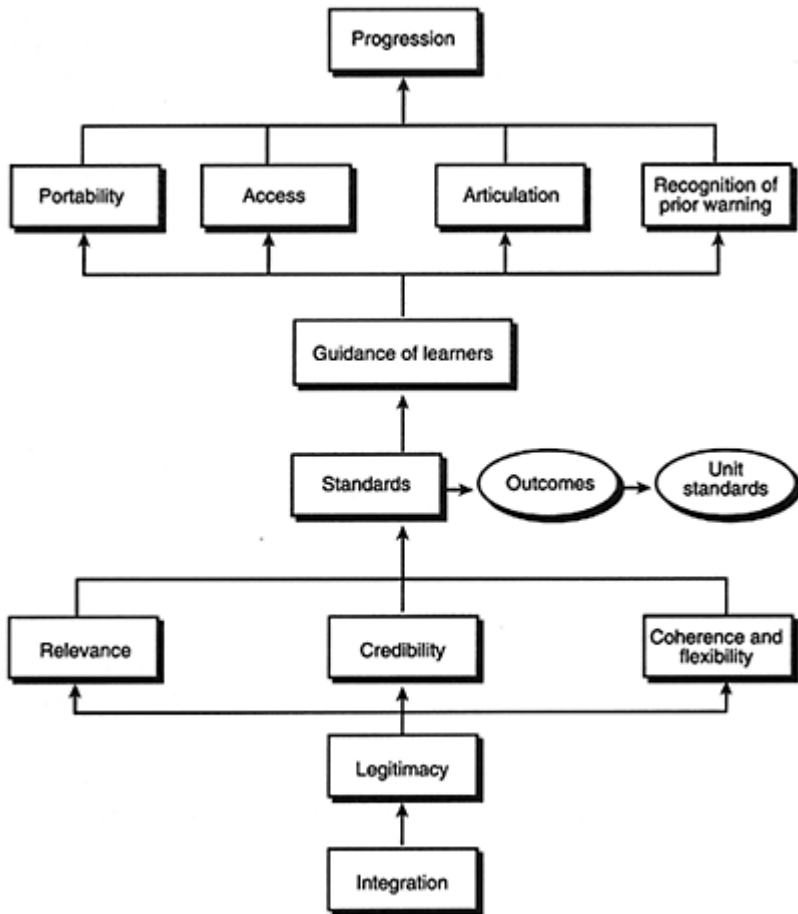 Progression
Portability
Access
Articulation
Recognition of
prior warning
Guidance of learners
Standards
Outcomes
Unit
standards
Relevance
Credibility
Coherence and
flexibility
Legitimacy
Integration